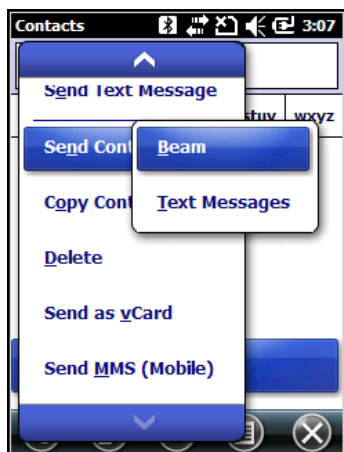 Contacts 3:07
Send Text Message
stuv wxyz
Send Cont
Beam
Copy Cont
Text Messages
Delete
Send as vCard
Send MMS (Mobile)